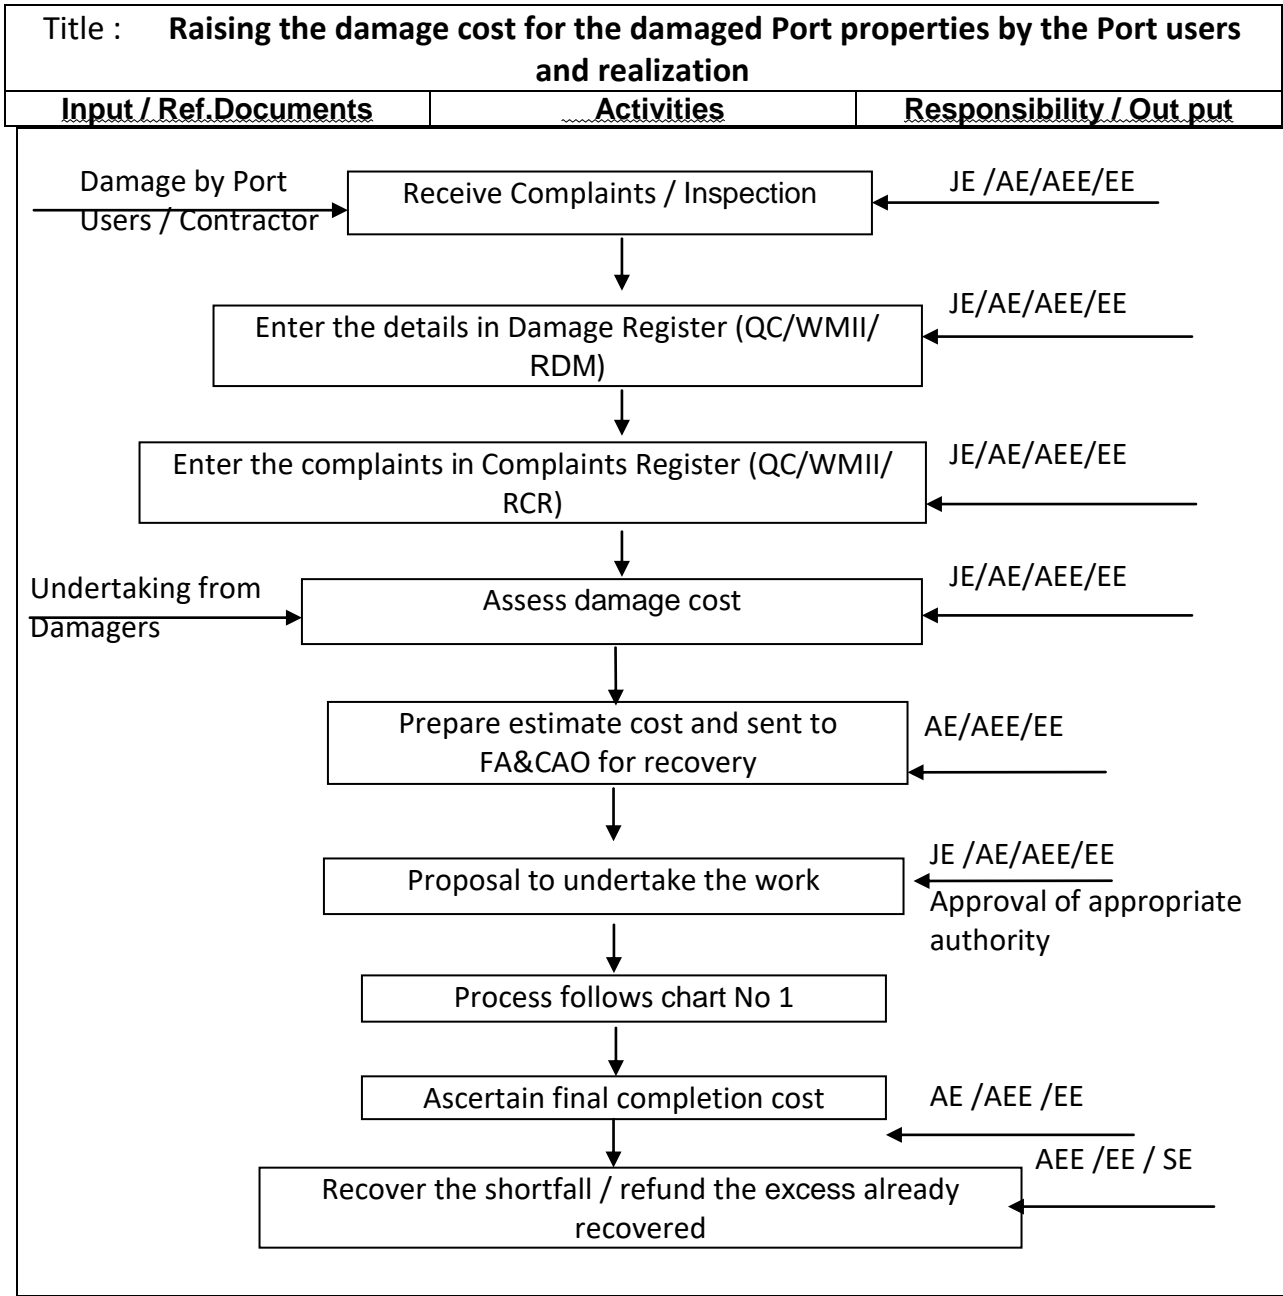 Title : Raising the damage cost for the damaged Port properties by the Port users
and realization
Input / Ref.Documents Activities Responsibility / Out put
Damage by Port
Users / Contractor
Receive Complaints / Inspection
JE /AE/AEE/EE
Enter the details in Damage Register (QC/WMII/
RDM)
JE/AE/AEE/EE
Enter the complaints in Complaints Register (QC/WMII/
RCR)
JE/AE/AEE/EE
Undertaking from
Damagers
Assess damage cost
JE/AE/AEE/EE
Prepare estimate cost and sent to
FA&CAO for recovery
AE/AEE/EE
Proposal to undertake the work
JE /AE/AEE/EE
Approval of appropriate
authority
Process follows chart No 1
Ascertain final completion cost
AE /AEE /EE
AEE /EE / SE
Recover the shortfall / refund the excess already
recovered